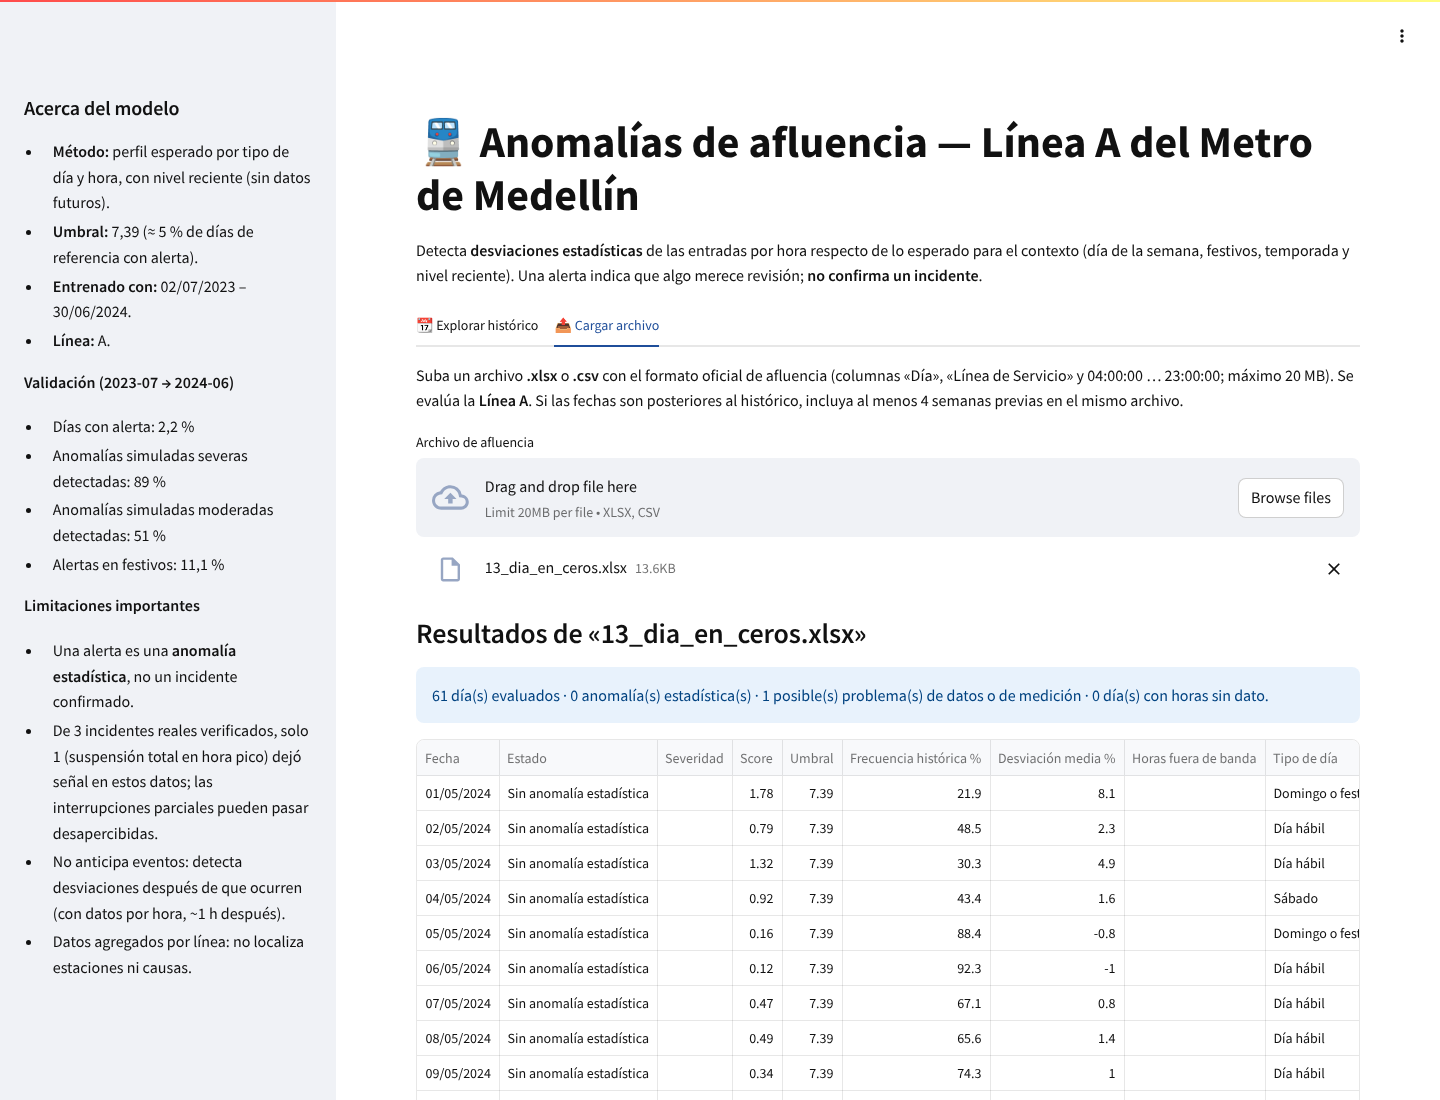 Acerca del modelo
Método: perfil esperado por tipo de
día y hora, con nivel reciente (sin datos
futuros).
Umbral: 7,39 (≈ 5 % de días de
referencia con alerta).
Entrenado con: 02/07/2023 –
30/06/2024.
Línea: A.
Validación (2023-07 → 2024-06)
Días con alerta: 2,2 %
Anomalías simuladas severas
detectadas: 89 %
Anomalías simuladas moderadas
detectadas: 51 %
Alertas en festivos: 11,1 %
Limitaciones importantes
Una alerta es una anomalía
estadística, no un incidente
confirmado.
De 3 incidentes reales verificados, solo
1 (suspensión total en hora pico) dejó
señal en estos datos; las
interrupciones parciales pueden pasar
desapercibidas.
No anticipa eventos: detecta
desviaciones después de que ocurren
(con datos por hora, ~1 h después).
Datos agregados por línea: no localiza
estaciones ni causas.
Anomalías de afluencia — Línea A del Metro
de Medellín
Detecta desviaciones estadísticas de las entradas por hora respecto de lo esperado para el contexto (día de la semana, festivos, temporada y
nivel reciente). Una alerta indica que algo merece revisión; no confirma un incidente.
Explorar histórico Cargar archivo
Suba un archivo .xlsx o .csv con el formato oficial de afluencia (columnas «Día», «Línea de Servicio» y 04:00:00 … 23:00:00; máximo 20 MB). Se
evalúa la Línea A. Si las fechas son posteriores al histórico, incluya al menos 4 semanas previas en el mismo archivo.
Archivo de afluencia
Drag and drop file here
Limit 20MB per file • XLSX, CSV
Browse files
13_dia_en_ceros.xlsx 13.6KB
Resultados de «13_dia_en_ceros.xlsx»
61 día(s) evaluados · 0 anomalía(s) estadística(s) · 1 posible(s) problema(s) de datos o de medición · 0 día(s) con horas sin dato.
Fecha Estado Severidad Score Umbral Frecuencia histórica % Desviación media % Horas fuera de banda Tipo de día
01/05/2024 Sin anomalía estadística 1.78 7.39 21.9 8.1 Domingo o fest
02/05/2024 Sin anomalía estadística 0.79 7.39 48.5 2.3 Día hábil
03/05/2024 Sin anomalía estadística 1.32 7.39 30.3 4.9 Día hábil
04/05/2024 Sin anomalía estadística 0.92 7.39 43.4 1.6 Sábado
05/05/2024 Sin anomalía estadística 0.16 7.39 88.4 -0.8 Domingo o fest
06/05/2024 Sin anomalía estadística 0.12 7.39 92.3 -1 Día hábil
07/05/2024 Sin anomalía estadística 0.47 7.39 67.1 0.8 Día hábil
08/05/2024 Sin anomalía estadística 0.49 7.39 65.6 1.4 Día hábil
09/05/2024 Sin anomalía estadística 0.34 7.39 74.3 1 Día hábil